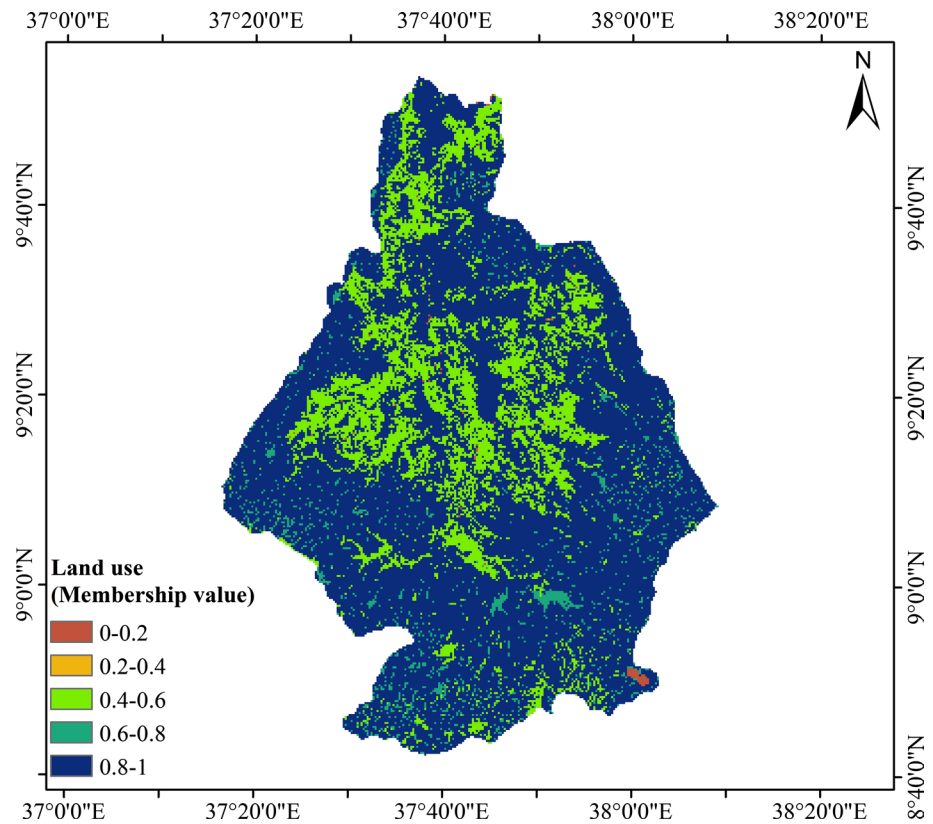 37°0'0"E 37°20'0"E 37°40'0"E 38°0'0"E 38°20'0"E
N
9°40'0"N 9°40'0"N
9°20'0"N 9°20'0"N
9°0'0"N 9°0'0"N
Land use
(Membership value)
0-0.2
0.2-0.4
0.4-0.6
0.6-0.8
0.8-1
8°40'0"N
37°0'0"E 37°20'0"E 37°40'0"E 38°0'0"E 38°20'0"E